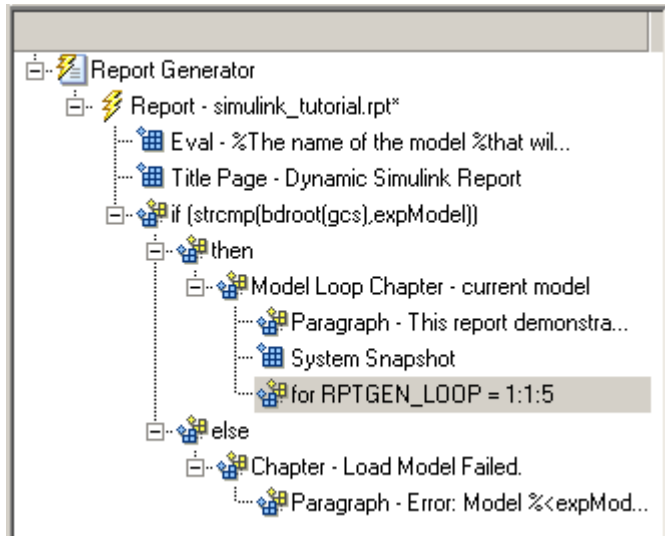 Report Generator
Report - simulink_tutorial.rpt*
Eval - %The name of the model %that wil...
Title Page - Dynamic Simulink Report
if (strcmp(bdroot(gcs),expModel))
then
Model Loop Chapter - current model
Paragraph - This report demonstra...
System Snapshot
for RPTGEN_LOOP = 1:1:5
else
Chapter - Load Model Failed.
Paragraph - Error: Model %<expMod...